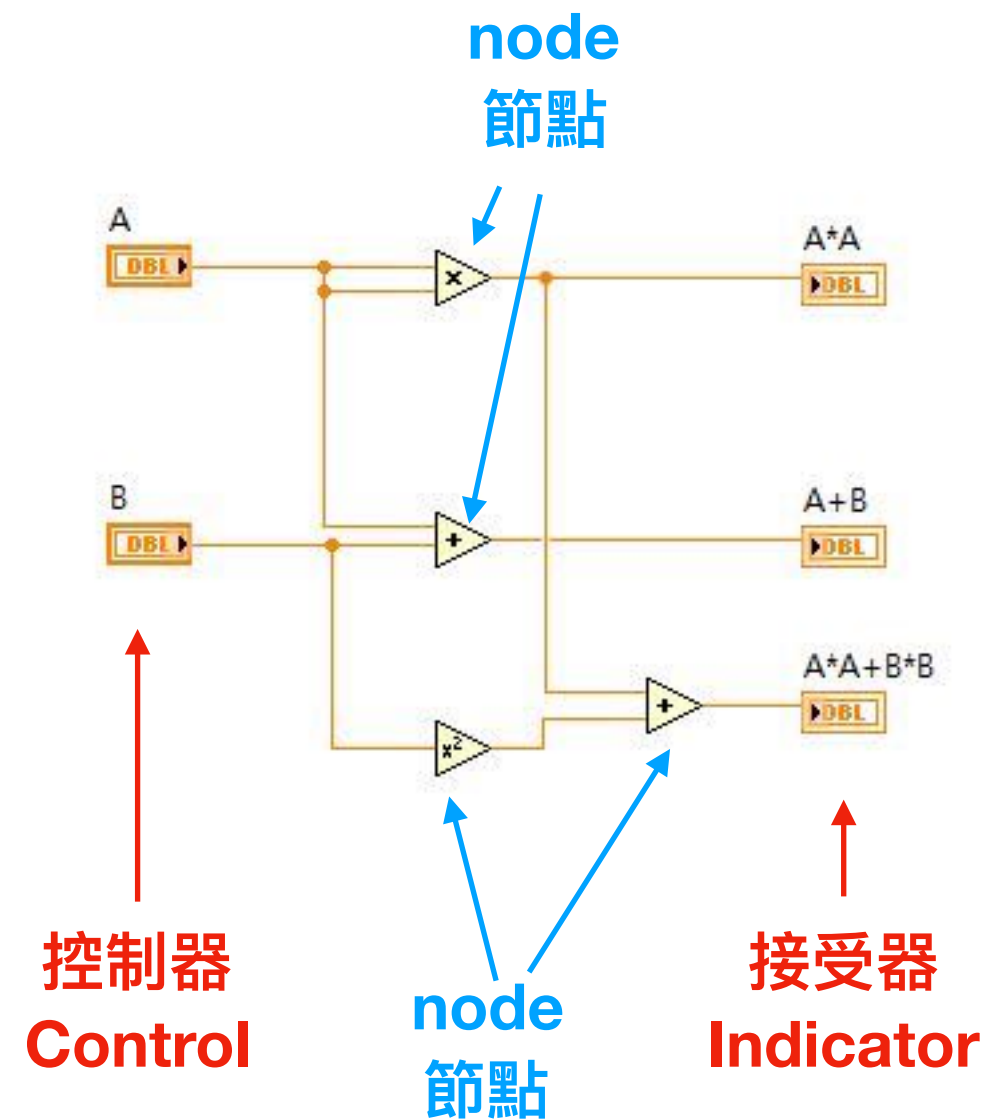 node
節點
A
DBL
×
A*A
DBL
B
DBL
+
A+B
DBL
x²
+
A*A+B*B
DBL
控制器
Control
node
節點
接受器
Indicator